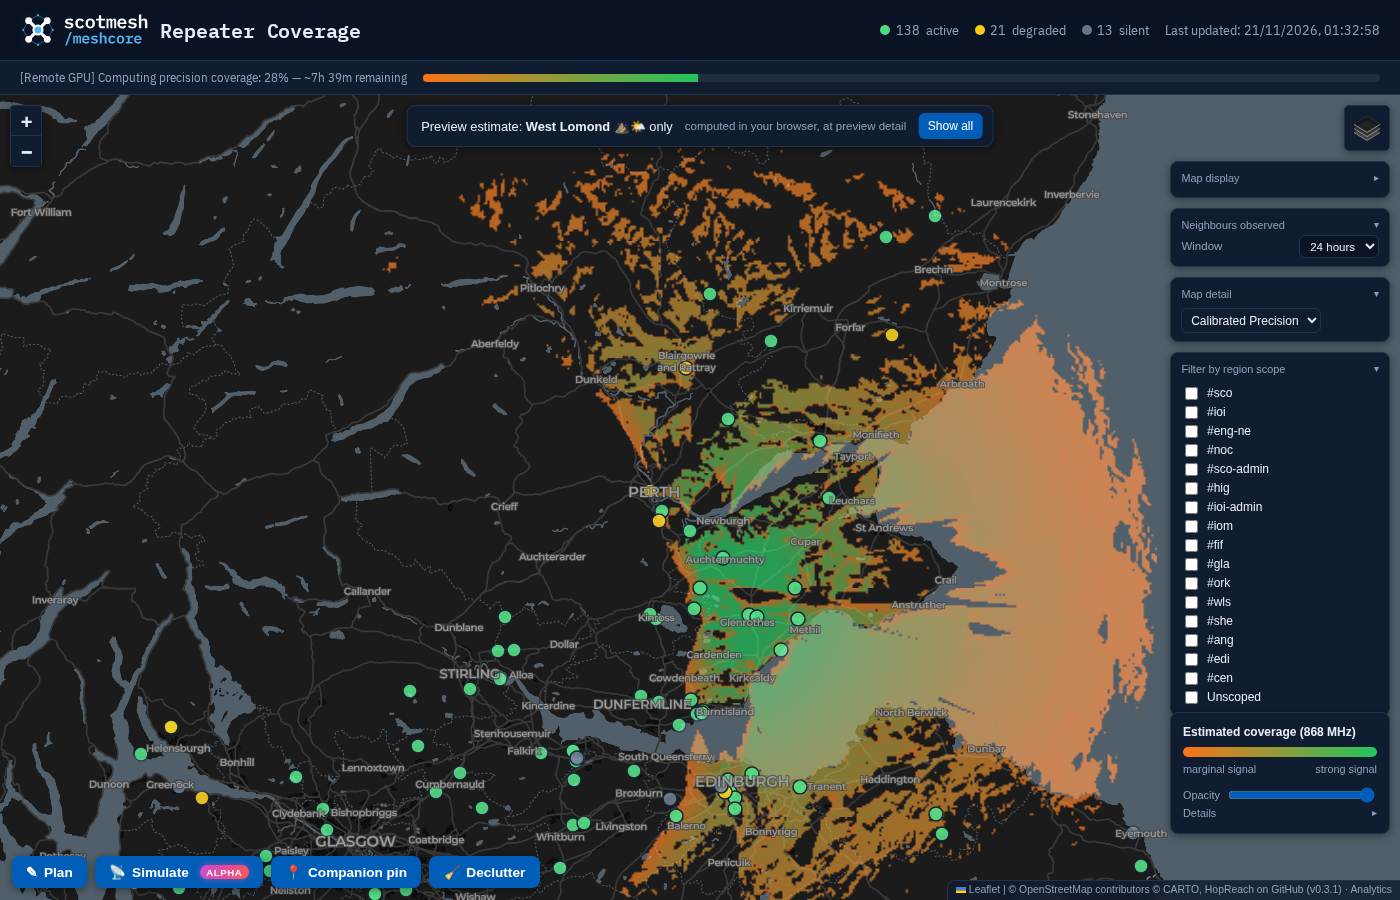 scotmesh
/meshcore
Repeater Coverage
138 active
21 degraded
13 silent
Last updated: 21/11/2026, 01:32:58
[Remote GPU] Computing precision coverage: 28% — ~7h 39m remaining
+
−
Preview estimate: West Lomond ⛰️🌤️ only computed in your browser, at preview detail
Show all
Map display
Neighbours observed
Window
24 hours
Map detail
Calibrated Precision
Filter by region scope
#sco
#ioi
#eng-ne
#noc
#sco-admin
#hig
#ioi-admin
#iom
#fif
#gla
#ork
#wls
#she
#ang
#edi
#cen
Unscoped
Estimated coverage (868 MHz)
marginal signal
strong signal
Opacity
Details
Stonehaven
Inverbervie
Laurencekirk
Fort William
Brechin
Montrose
Pitlochry
Kirriemuir
Forfar
Aberfeldy
Blairgowrie
and Rattray
Dunkeld
Arbroath
Monifieth
Tayport
PERTH
Leuchars
Crieff
Newburgh
St Andrews
Cupar
Auchterarder
Auchtermuchty
Crail
Callander
Inveraray
Anstruther
Kinross
Glenrothes
Methil
Dunblane
Dollar
Cardenden
STIRLING
Alloa
Cowdenbeath
Kirkcaldy
Kincardine
DUNFERMLINE
Burntisland
North Berwick
Stenhousemuir
Helensburgh
Falkirk
South Queensferry
Dunbar
Bonhill
Lennoxtown
Dunoon
Greenock
Cumbernauld
EDINBURGH
Haddington
Tranent
Broxburn
Clydebank
Bishopbriggs
Livingston
Balerno
Bonnyrigg
Eyemouth
GLASGOW
Coatbridge
Whitburn
Paisley
Rothesay
Penicuik
Neilston
Wishaw
✎ Plan
📡 Simulate ALPHA
📍 Companion pin
🧹 Declutter
Leaflet | © OpenStreetMap contributors © CARTO, HopReach on GitHub (v0.3.1) · Analytics